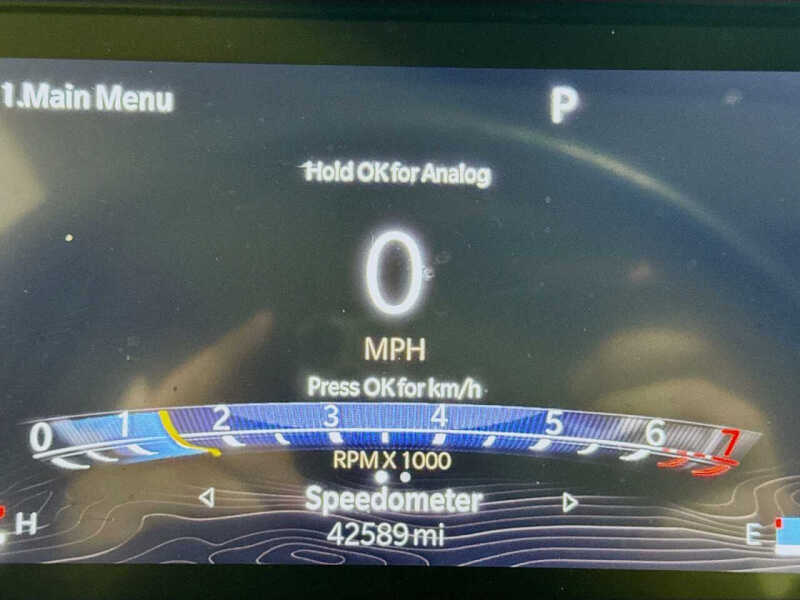 1.Main Menu
P
Hold OK for Analog
0
MPH
Press OK for km/h
0 1 2 3 4 5 6 7
RPM X 1000
Speedometer
H
42589 mi
E